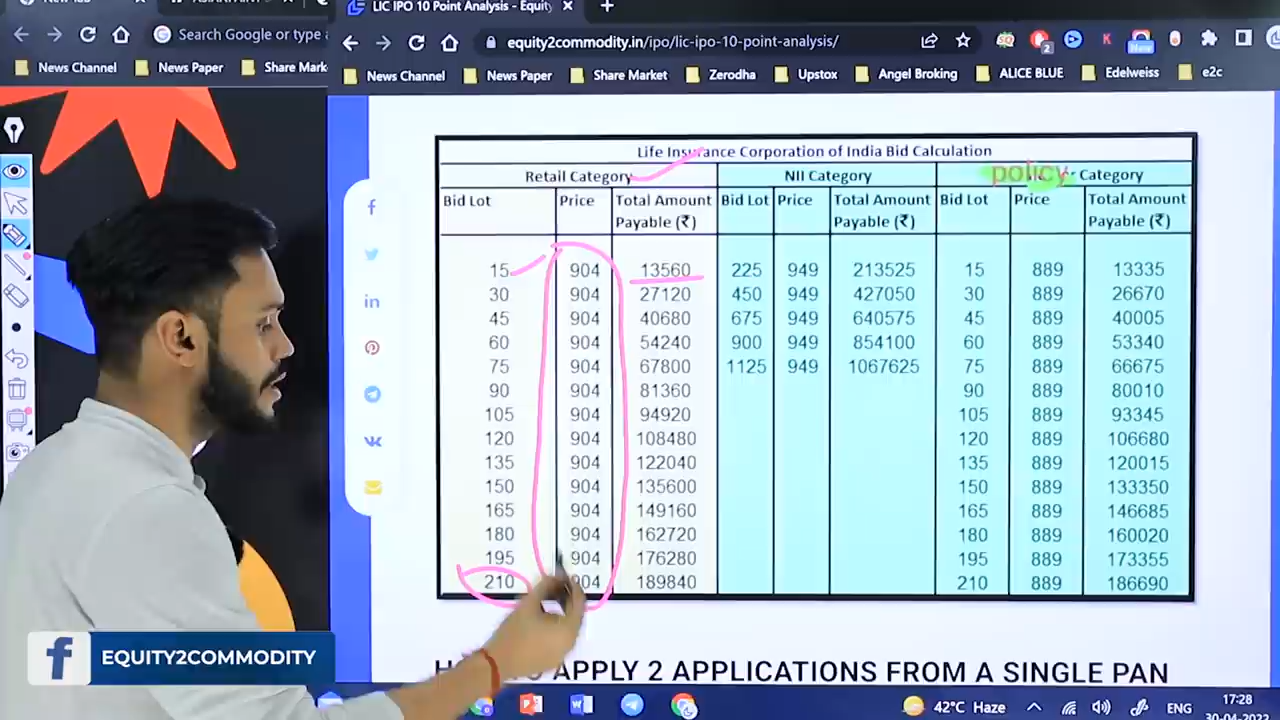 LIC IPO 10 Point Analysis - Equity
Search Google or type a
equity2commodity.in/ipo/lic-ipo-10-point-analysis/
News Channel News Paper Share Mark
News Channel News Paper Share Market Zerodha Upstox Angel Broking ALICE BLUE Edelweiss e2c
Life Insurance Corporation of India Bid Calculation
Retail Category NII Category policy Category
Bid Lot Price Total Amount Payable (₹) Bid Lot Price Total Amount Payable (₹) Bid Lot Price Total Amount Payable (₹)
15 904 13560 225 949 213525 15 889 13335
30 904 27120 450 949 427050 30 889 26670
45 904 40680 675 949 640575 45 889 40005
60 904 54240 900 949 854100 60 889 53340
75 904 67800 1125 949 1067625 75 889 66675
90 904 81360 90 889 80010
105 904 94920 105 889 93345
120 904 108480 120 889 106680
135 904 122040 135 889 120015
150 904 135600 150 889 133350
165 904 149160 165 889 146685
180 904 162720 180 889 160020
195 904 176280 195 889 173355
210 904 189840 210 889 186690
APPLY 2 APPLICATIONS FROM A SINGLE PAN
f EQUITY2COMMODITY
42°C Haze ENG 17:28
30-04-2022